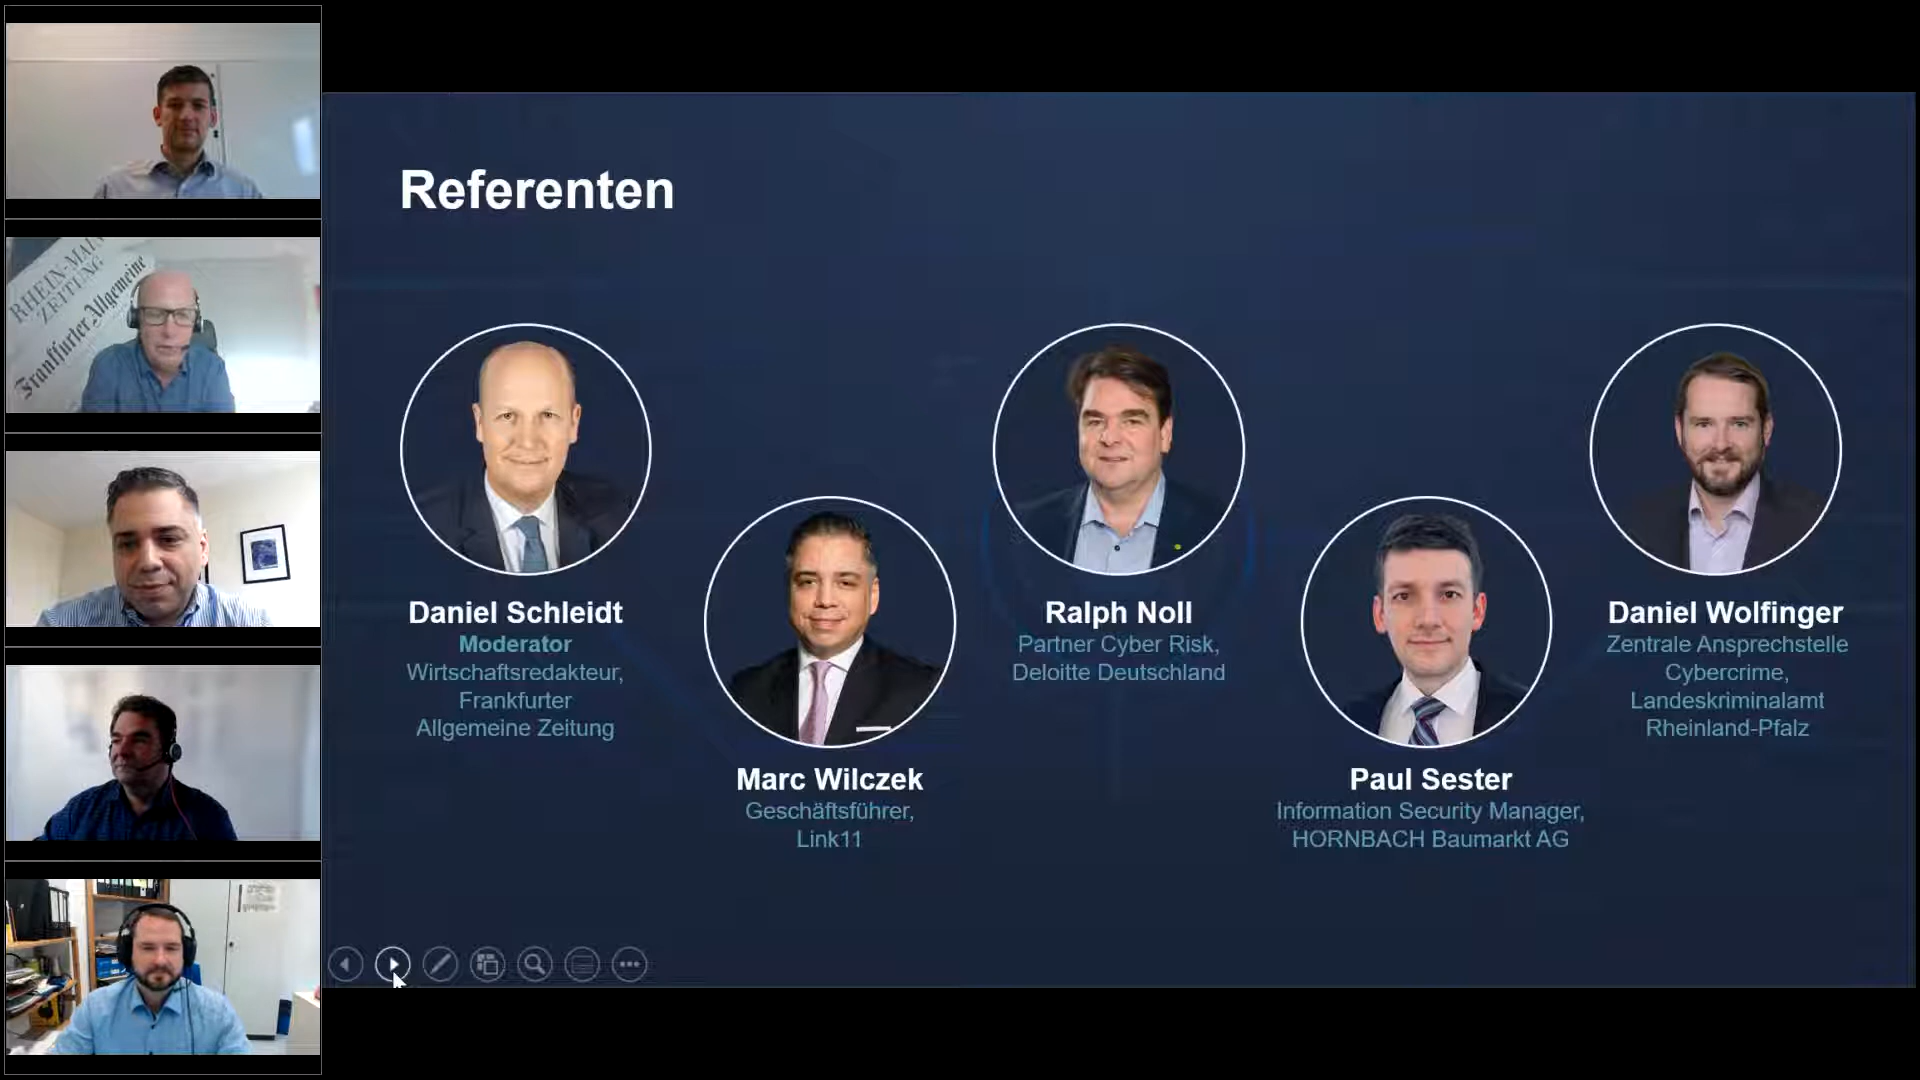 RHEIN-MAIN
ZEITUNG
Frankfurter Allgemeine
Referenten
Daniel Schleidt
Moderator
Wirtschaftsredakteur,
Frankfurter
Allgemeine Zeitung
Marc Wilczek
Geschäftsführer,
Link11
Ralph Noll
Partner Cyber Risk,
Deloitte Deutschland
Paul Sester
Information Security Manager,
HORNBACH Baumarkt AG
Daniel Wolfinger
Zentrale Ansprechstelle
Cybercrime,
Landeskriminalamt
Rheinland-Pfalz